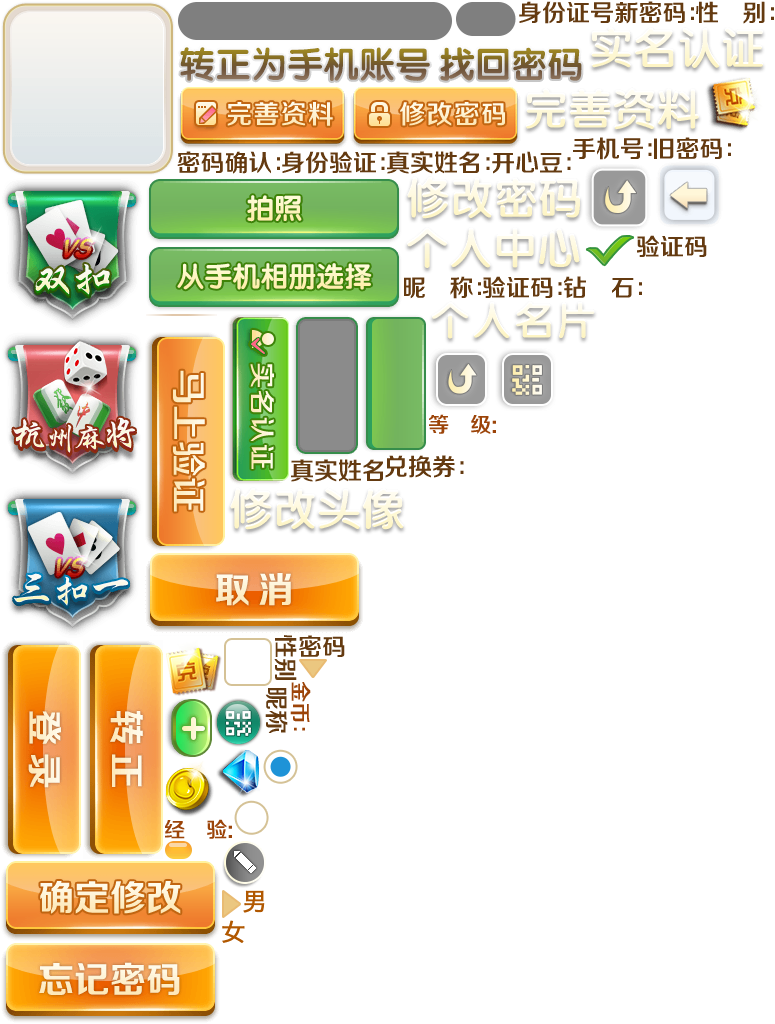 身份证号新密码:性 别:
转正为手机账号 找回密码
实名认证
完善资料
修改密码
完善资料
兑
密码确认:身份验证:真实姓名:开心豆:
手机号:旧密码:
VS
双扣
拍照
修改密码
个人中心
验证码
从手机相册选择
昵 称:验证码:钻 石:
个人名片
杭州麻将
马上验证
实名认证
等 级:
真实姓名
兑换券:
修改头像
VS
三扣一
取消
登录
转正
兑
性别
密码
昵称
金币:
经 验:
确定修改
男
女
忘记密码